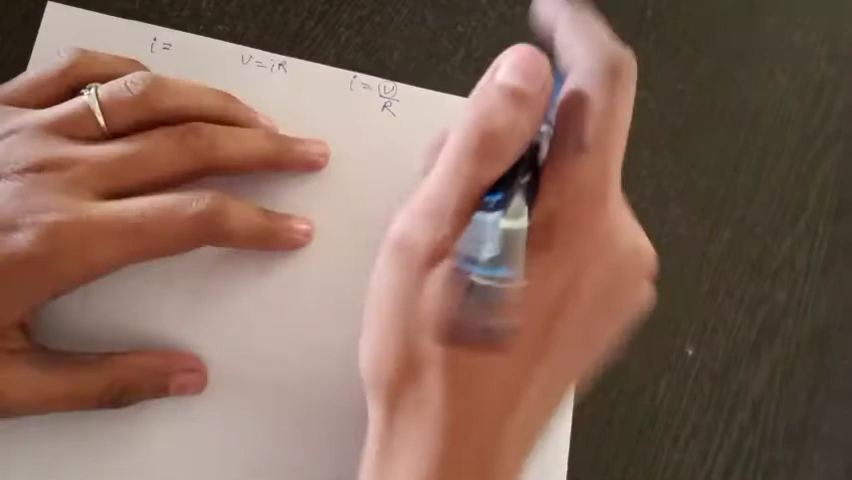 i =
V = iR
i = V/R